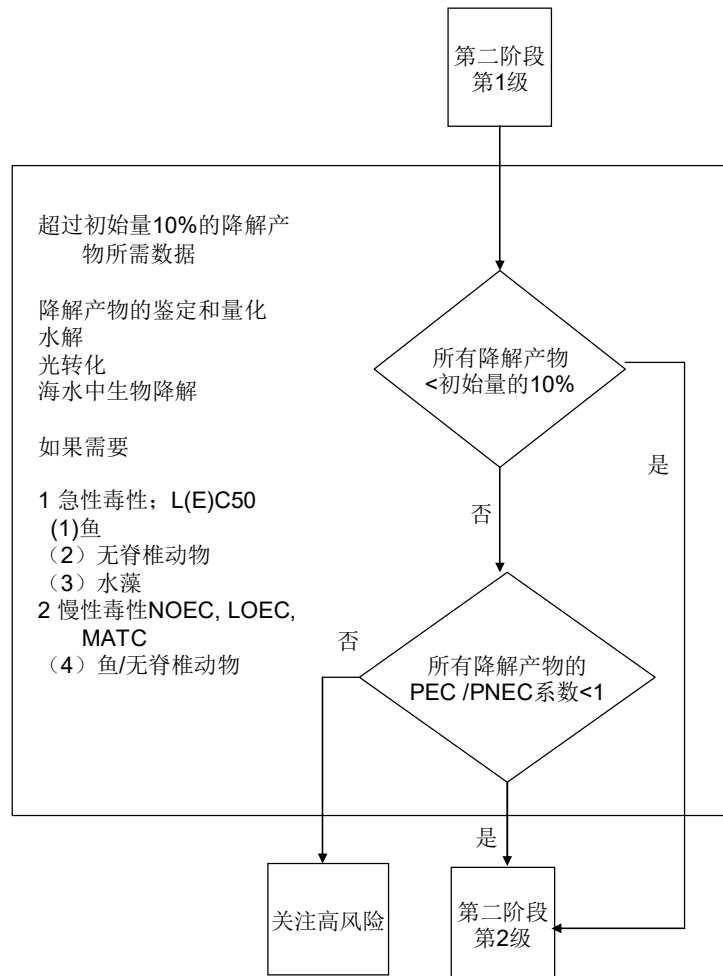 第二阶段
第1级
超过初始量10%的降解产
物所需数据
降解产物的鉴定和量化
水解
光转化
海水中生物降解
如果需要
1 急性毒性；L(E)C50
(1)鱼
（2）无脊椎动物
（3）水藻
2 慢性毒性NOEC, LOEC,
MATC
（4）鱼/无脊椎动物
所有降解产物
<初始量的10%
是
否
所有降解产物的
PEC /PNEC系数<1
否
是
关注高风险
第二阶段
第2级